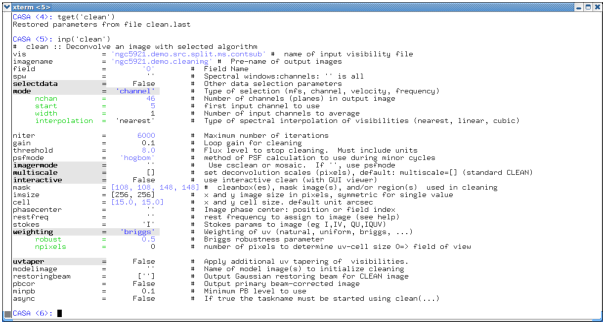 xterm <5>
CASA <4>: tget('clean')
Restored parameters from file clean.last
CASA <5>: inp('clean')
# clean :: Deconvolve an image with selected algorithm
vis = 'ngc5921.demo.src.split.ms.contsub' # name of input visibility file
imagename = 'ngc5921.demo.cleanimg' # Pre-name of output images
field = '0' # Field Name
spw = '' # Spectral windows:channels: '' is all
selectdata = False # Other data selection parameters
mode = 'channel' # Type of selection (mfs, channel, velocity, frequency)
nchan = 46 # Number of channels (planes) in output image
start = 5 # first input channel to use
width = 1 # Number of input channels to average
interpolation = 'nearest' # Type of spectral interpolation of visibilities (nearest, linear, cubic)
niter = 6000 # Maximum number of iterations
gain = 0.1 # Loop gain for cleaning
threshold = 8.0 # Flux level to stop cleaning. Must include units
psfmode = 'hogbom' # method of PSF calculation to use during minor cycles
imagermode = '' # Use csclean or mosaic. If '', use psfmode
multiscale = [] # set deconvolution scales (pixels), default: multiscale=[] (standard CLEAN)
interactive = False # use interactive clean (with GUI viewer)
mask = [108, 108, 148, 148] # cleanbox(es), mask image(s), and/or region(s) used in cleaning
imsize = [256, 256] # x and y image size in pixels, symmetric for single value
cell = [15.0, 15.0] # x and y cell size. default unit arcsec
phasecenter = '' # Image phase center: position or field index
restfreq = '' # rest frequency to assign to image (see help)
stokes = 'I' # Stokes params to image (eg I,IV, QU,IQUV)
weighting = 'briggs' # Weighting of uv (natural, uniform, briggs, ...)
robust = 0.5 # Briggs robustness parameter
npixels = # number of pixels to determine uv-cell size 0=> field of view
uvtaper = False # Apply additional uv tapering of visibilities.
modelimage = '' # Name of model image(s) to initialize cleaning
restoringbeam = [''] # Output Gaussian restoring beam for CLEAN image
pbcor = False # Output primary beam-corrected image
minpb = 0.1 # Minimum PB level to use
async = False # If true the taskname must be started using clean(...)
CASA <6>: